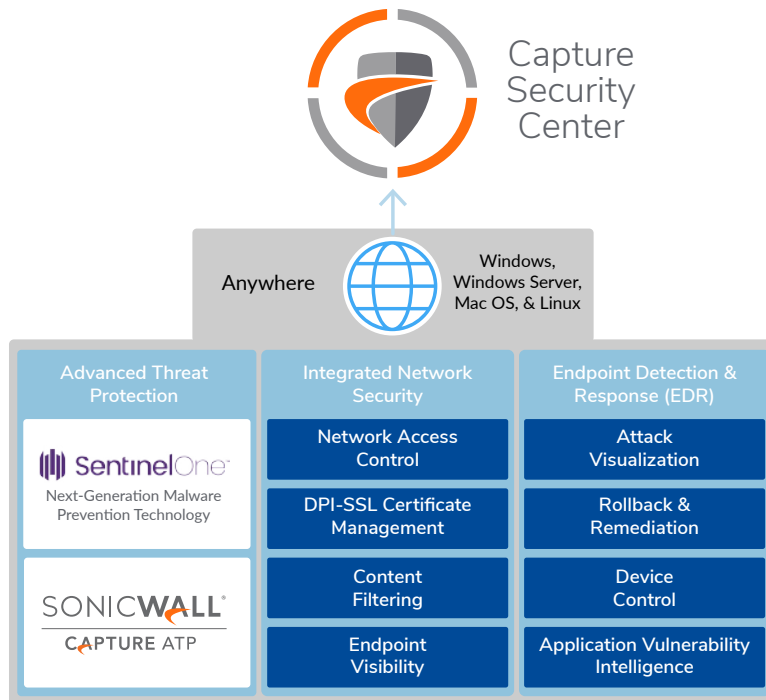 Capture
Security
Center
Anywhere
Windows,
Windows Server,
Mac OS, & Linux
Advanced Threat
Protection
SentinelOne™
Next-Generation Malware
Prevention Technology
SONICWALL®
CAPTURE ATP
Integrated Network
Security
Network Access
Control
DPI-SSL Certificate
Management
Content
Filtering
Endpoint
Visibility
Endpoint Detection &
Response (EDR)
Attack
Visualization
Rollback &
Remediation
Device
Control
Application Vulnerability
Intelligence